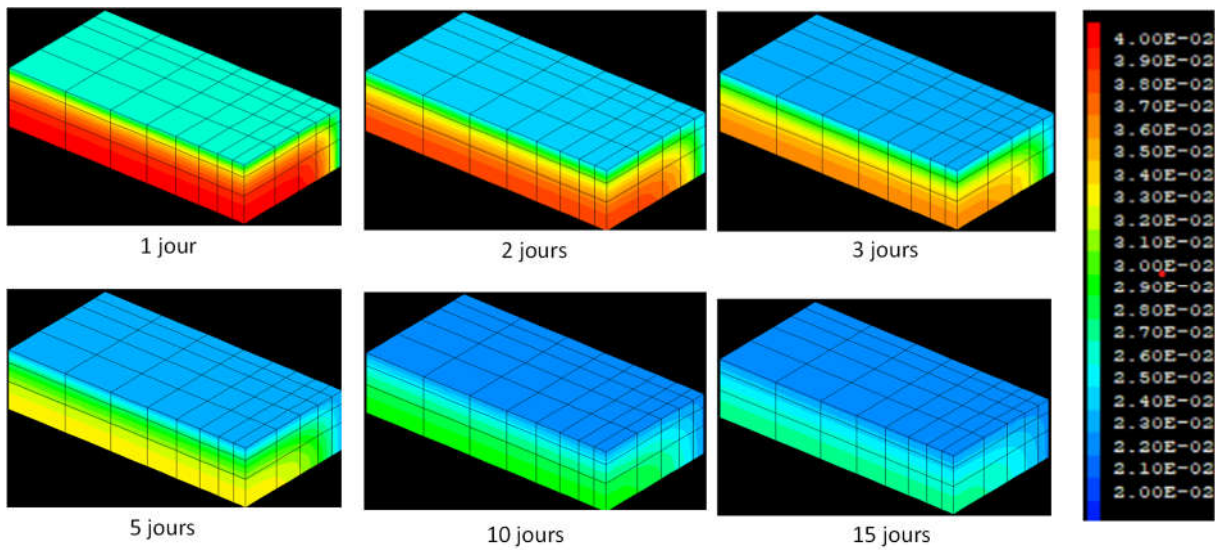 1 jour
2 jours
3 jours
5 jours
10 jours
15 jours
4.00E-02
3.90E-02
3.80E-02
3.70E-02
3.60E-02
3.50E-02
3.40E-02
3.30E-02
3.20E-02
3.10E-02
3.00E-02
2.90E-02
2.80E-02
2.70E-02
2.60E-02
2.50E-02
2.40E-02
2.30E-02
2.20E-02
2.10E-02
2.00E-02